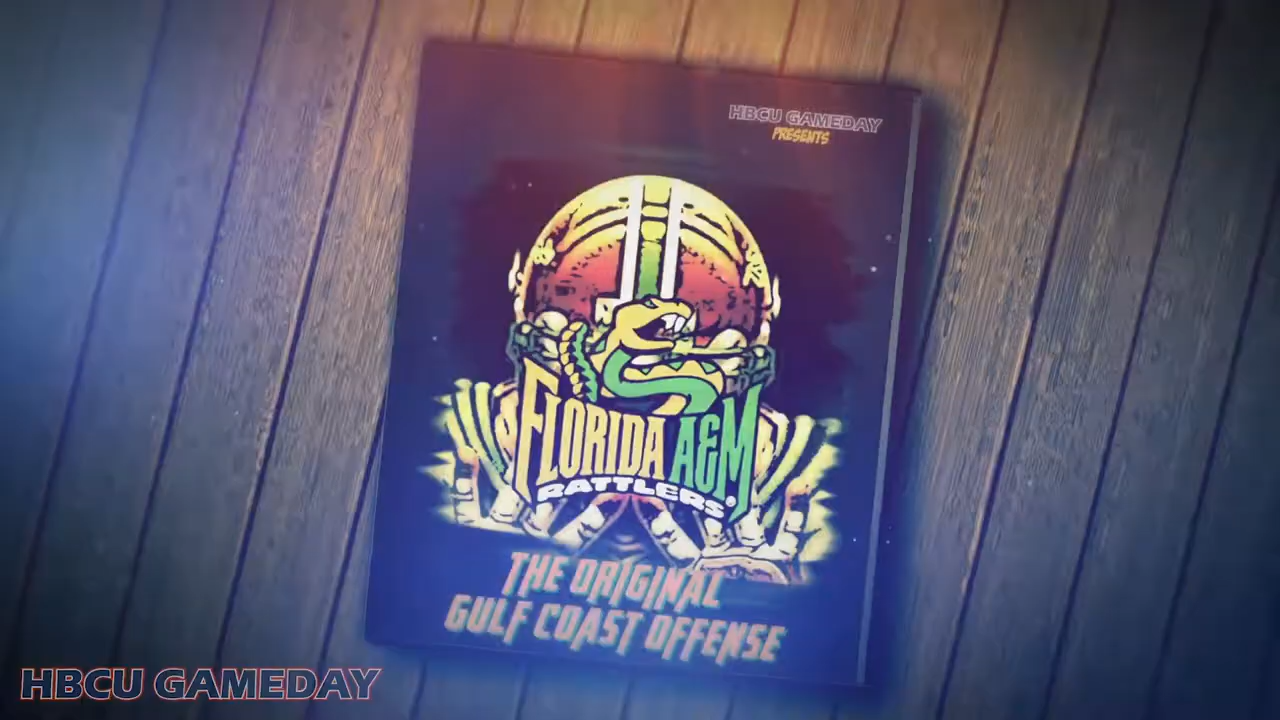 HBCU GAMEDAY
PRESENTS
FLORIDA A&M
RATTLERS®
THE ORIGINAL
GULF COAST OFFENSE
HBCU GAMEDAY